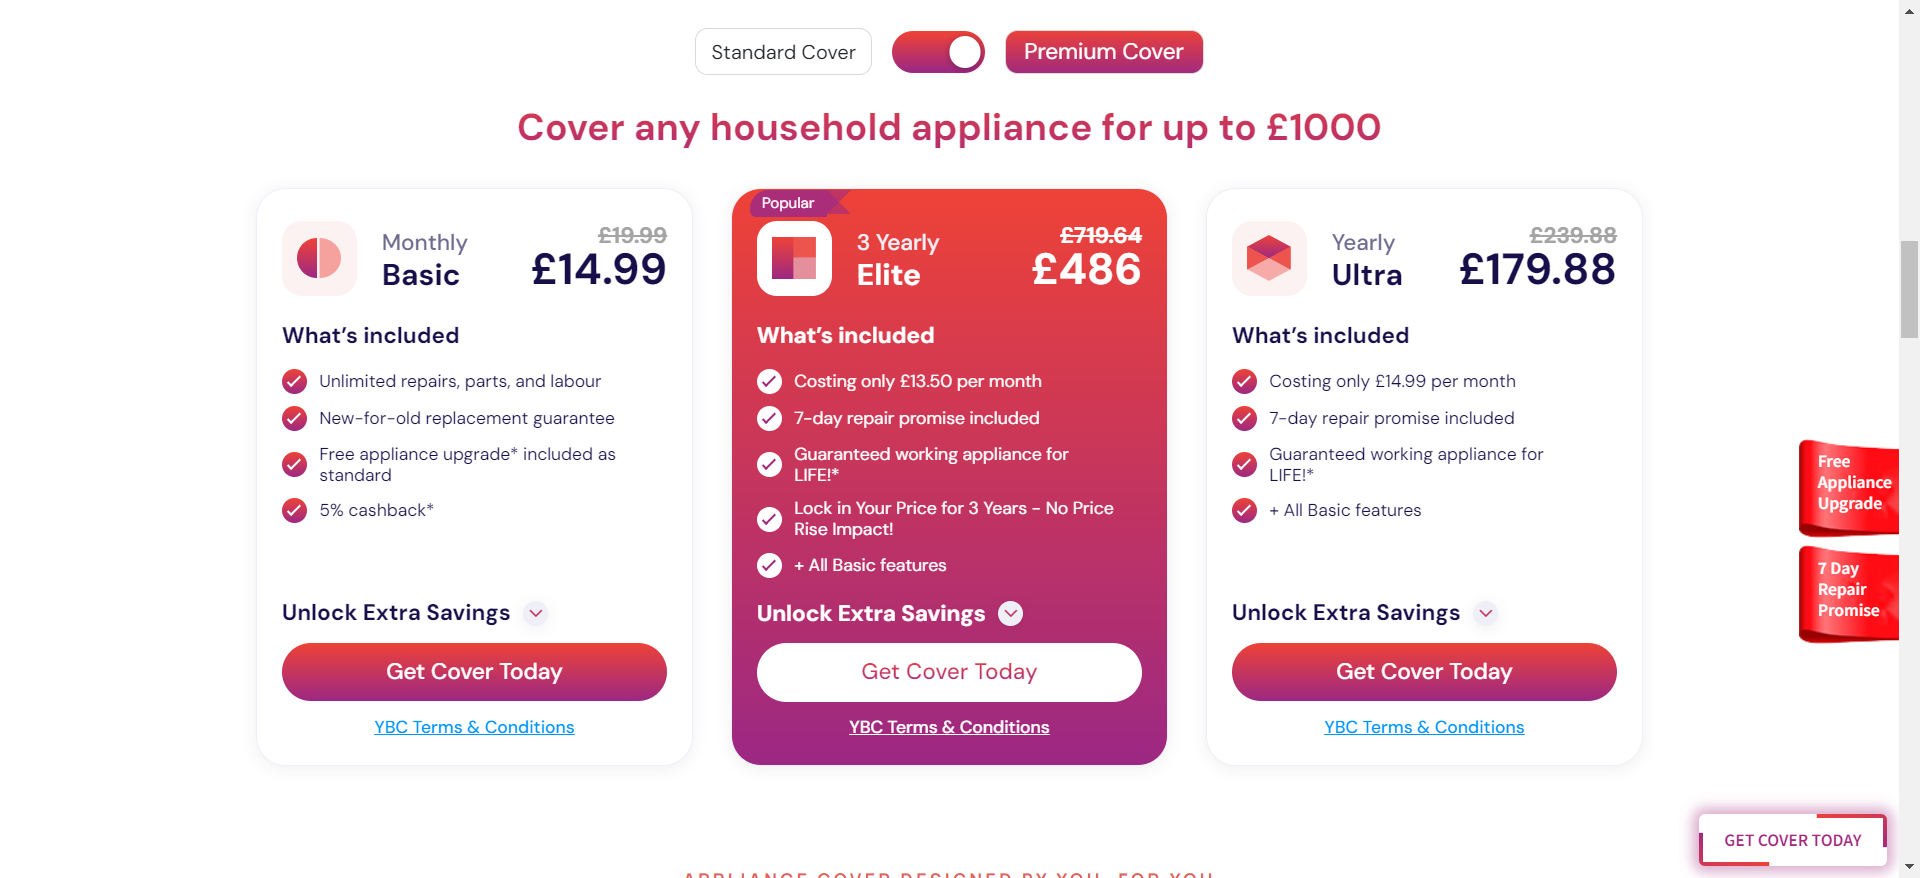 Standard Cover
Premium Cover
Cover any household appliance for up to £1000
Monthly
Basic
£19.99
£14.99
What's included
Unlimited repairs, parts, and labour
New-for-old replacement guarantee
Free appliance upgrade* included as
standard
5% cashback*
Unlock Extra Savings
Get Cover Today
YBC Terms & Conditions
Popular
3 Yearly
Elite
£719.64
£486
What's included
Costing only £13.50 per month
7-day repair promise included
Guaranteed working appliance for
LIFE!*
Lock in Your Price for 3 Years - No Price
Rise Impact!
+ All Basic features
Unlock Extra Savings
Get Cover Today
YBC Terms & Conditions
Yearly
Ultra
£239.88
£179.88
What's included
Costing only £14.99 per month
7-day repair promise included
Guaranteed working appliance for
LIFE!*
+ All Basic features
Unlock Extra Savings
Get Cover Today
YBC Terms & Conditions
Free
Appliance
Upgrade
7 Day
Repair
Promise
GET COVER TODAY
APPLIANCE COVER DESIGNED BY YOU, FOR YOU